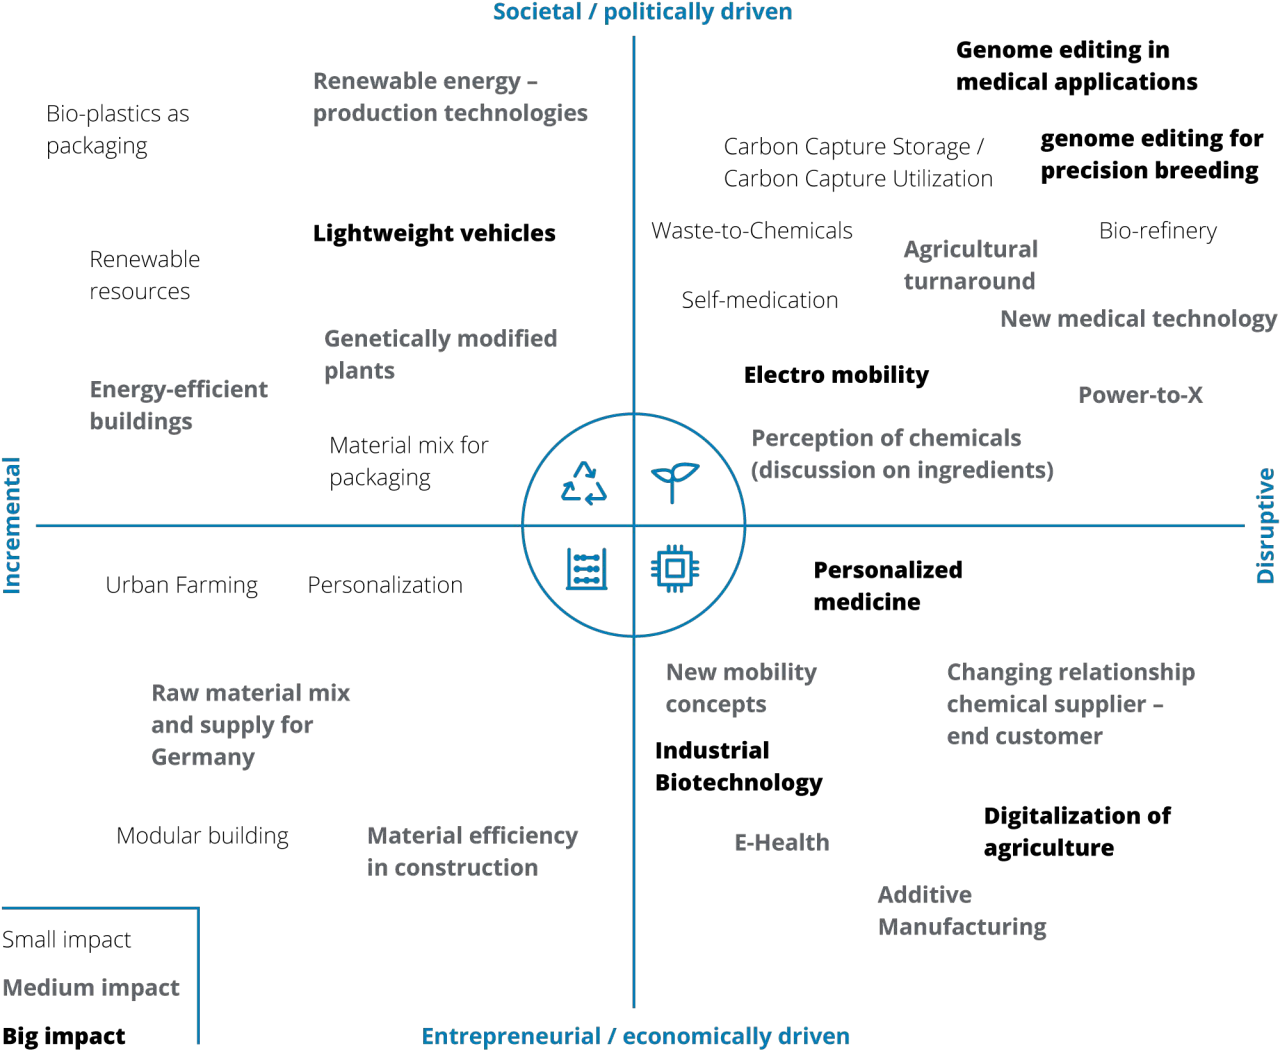 Societal / politically driven
Genome editing in
medical applications
Renewable energy –
production technologies
Bio-plastics as
packaging
Carbon Capture Storage /
Carbon Capture Utilization
genome editing for
precision breeding
Lightweight vehicles
Waste-to-Chemicals
Bio-refinery
Agricultural
turnaround
Renewable
resources
Self-medication
New medical technology
Genetically modified
plants
Electro mobility
Power-to-X
Energy-efficient
buildings
Perception of chemicals
(discussion on ingredients)
Material mix for
packaging
Incremental
Disruptive
Urban Farming
Personalization
Personalized
medicine
New mobility
concepts
Changing relationship
chemical supplier –
end customer
Raw material mix
and supply for
Germany
Industrial
Biotechnology
Modular building
Material efficiency
in construction
E-Health
Digitalization of
agriculture
Additive
Manufacturing
Small impact
Medium impact
Big impact
Entrepreneurial / economically driven